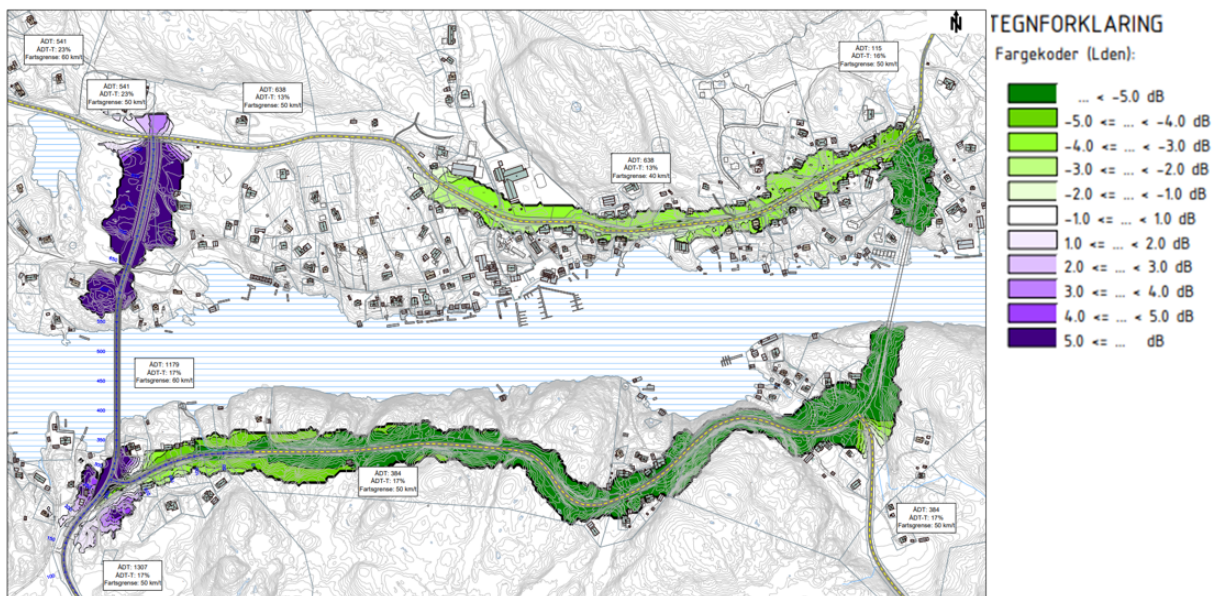 N
TEGNFORKLARING
Fargekoder (Lden):
... < -5.0 dB
-5.0 <= ... < -4.0 dB
-4.0 <= ... < -3.0 dB
-3.0 <= ... < -2.0 dB
-2.0 <= ... < -1.0 dB
-1.0 <= ... < 1.0 dB
1.0 <= ... < 2.0 dB
2.0 <= ... < 3.0 dB
3.0 <= ... < 4.0 dB
4.0 <= ... < 5.0 dB
5.0 <= ... dB
ÅDT: 541
ÅDT-T: 23%
Fartsgrense: 60 km/t
ÅDT: 541
ÅDT-T: 23%
Fartsgrense: 50 km/t
ÅDT: 638
ÅDT-T: 13%
Fartsgrense: 50 km/t
ÅDT: 115
ÅDT-T: 16%
Fartsgrense: 50 km/t
ÅDT: 638
ÅDT-T: 13%
Fartsgrense: 40 km/t
500
450
400
350
ÅDT: 1179
ÅDT-T: 17%
Fartsgrense: 60 km/t
ÅDT: 384
ÅDT-T: 17%
Fartsgrense: 50 km/t
ÅDT: 384
ÅDT-T: 17%
Fartsgrense: 50 km/t
ÅDT: 1307
ÅDT-T: 17%
Fartsgrense: 50 km/t